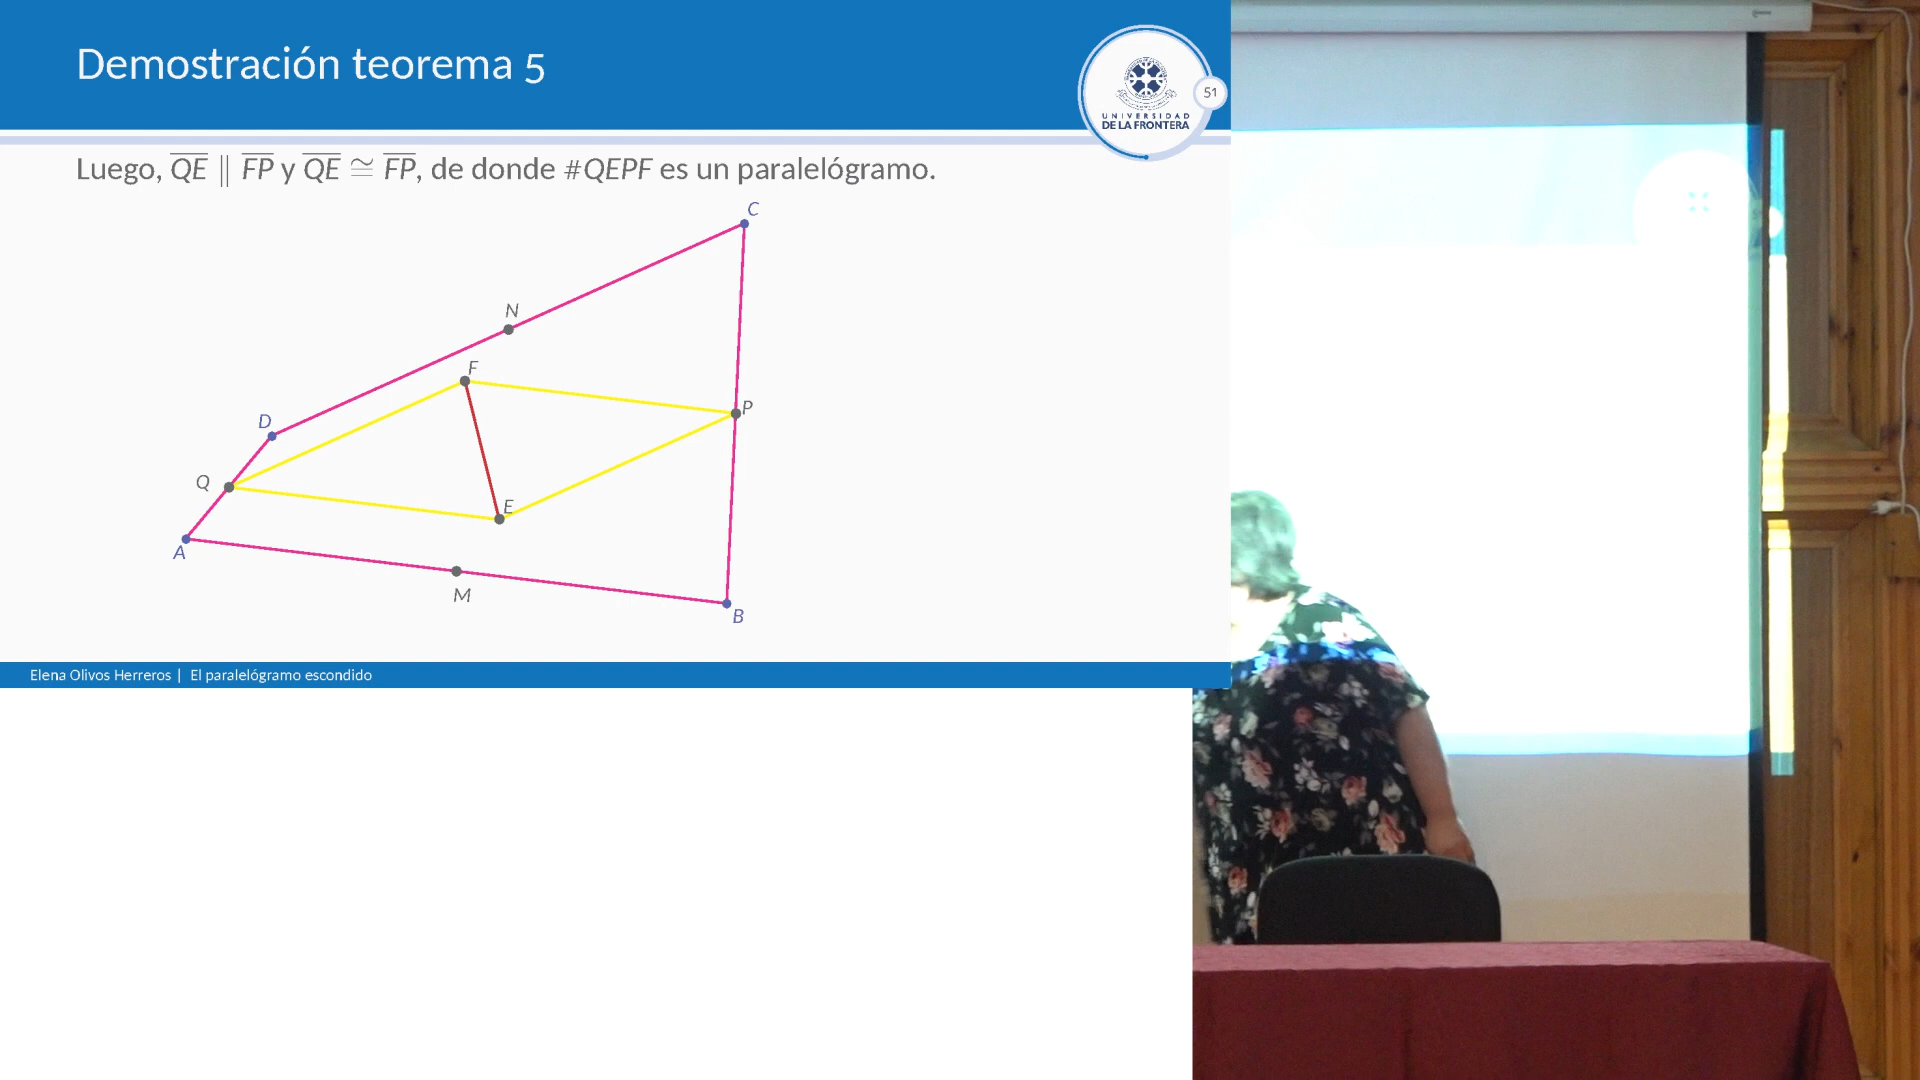 Demostración teorema 5
51
UNIVERSIDAD
DE LA FRONTERA
Luego, QE ∥ FP y QE ≅ FP, de donde #QEPF es un paralelógramo.
C
N
F
P
D
Q
E
A
M
B
Elena Olivos Herreros | El paralelógramo escondido